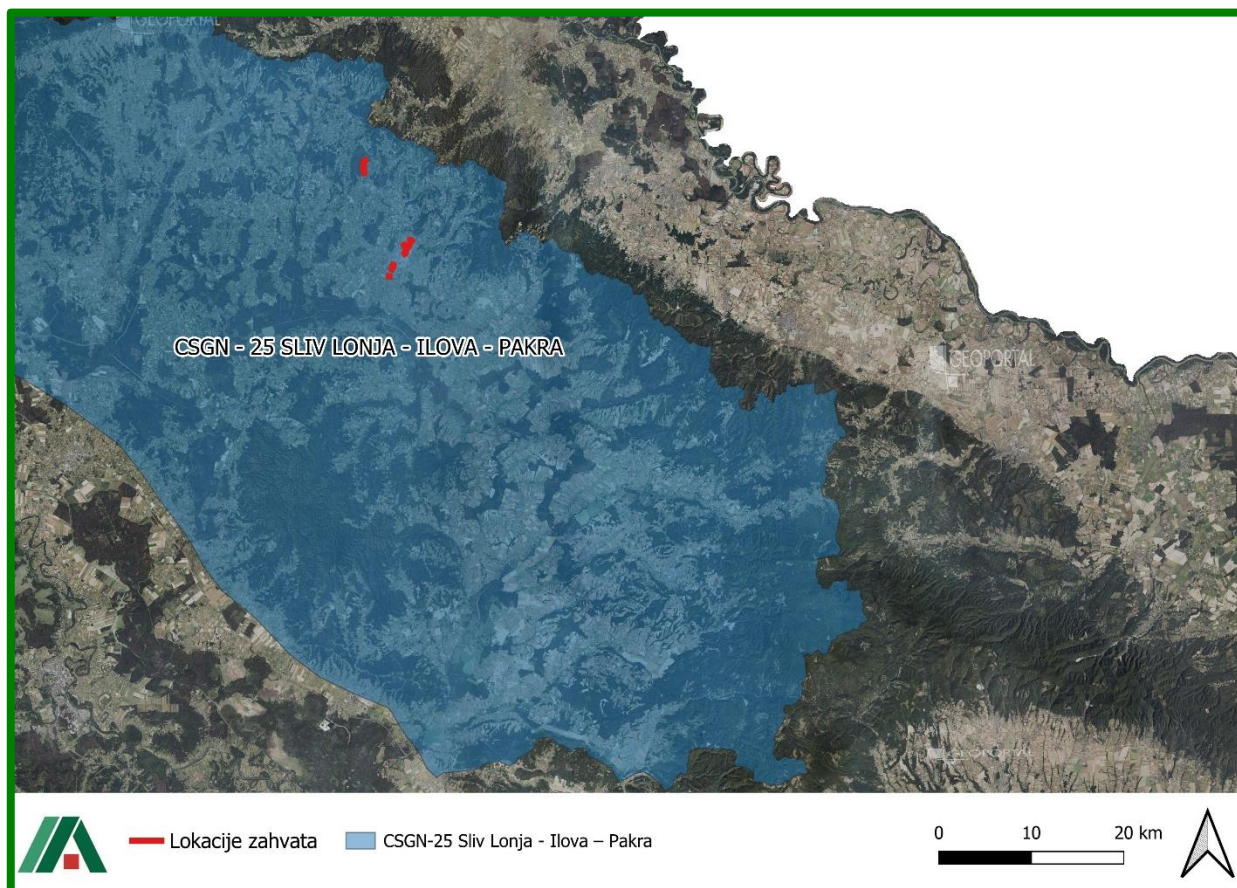 GEOPORTAL
CSGN - 25 SLIV LONJA - ILOVA - PAKRA
GEOPORTAL
GEOPORTAL
Lokacije zahvata
CSGN-25 Sliv Lonja - Ilova – Pakra
0 10 20 km